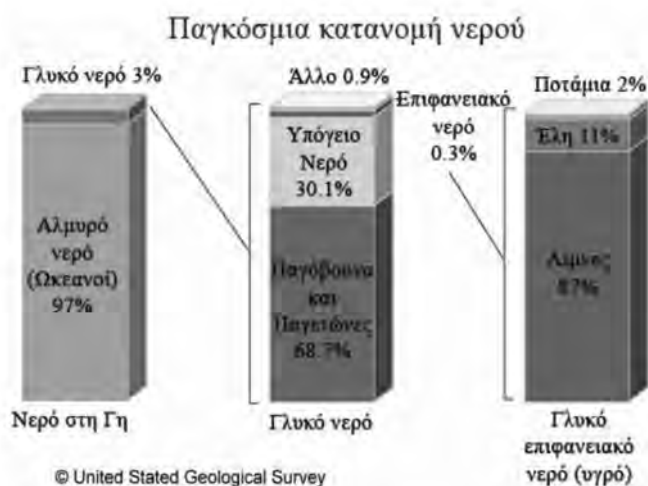 Παγκόσμια κατανομή νερού
Γλυκό νερό 3%
Αλμυρό
νερό
(Ωκεανοί)
97%
Νερό στη Γη
Άλλο 0.9%
Υπόγειο
Νερό
30.1%
Παγόβουνα
και
Παγετώνες
68.7%
Γλυκό νερό
Επιφανειακό
νερό
0.3%
Ποτάμια 2%
Έλη 11%
Λίμνες
87%
Γλυκό
επιφανειακό
νερό (υγρό)
© United Stated Geological Survey